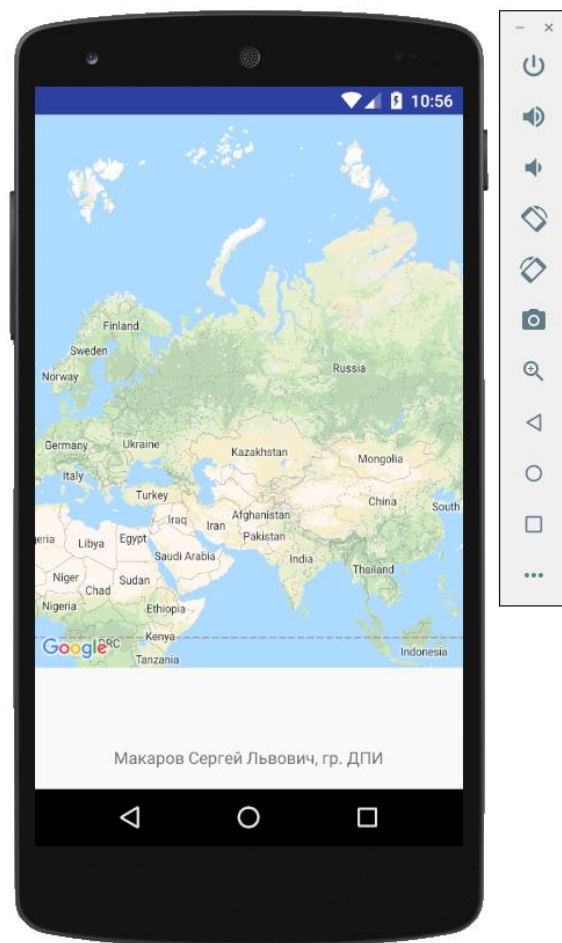 10:56
Finland
Sweden
Norway
Russia
Germany
Ukraine
Kazakhstan
Mongolia
Italy
Turkey
China
South
Iraq
Iran
Afghanistan
Pakistan
eria
Libya
Egypt
Saudi Arabia
India
Thailand
Niger
Chad
Sudan
Nigeria
Ethiopia
Google
DRC
Kenya
Indonesia
Tanzania
Макаров Сергей Львович, гр. ДПИ